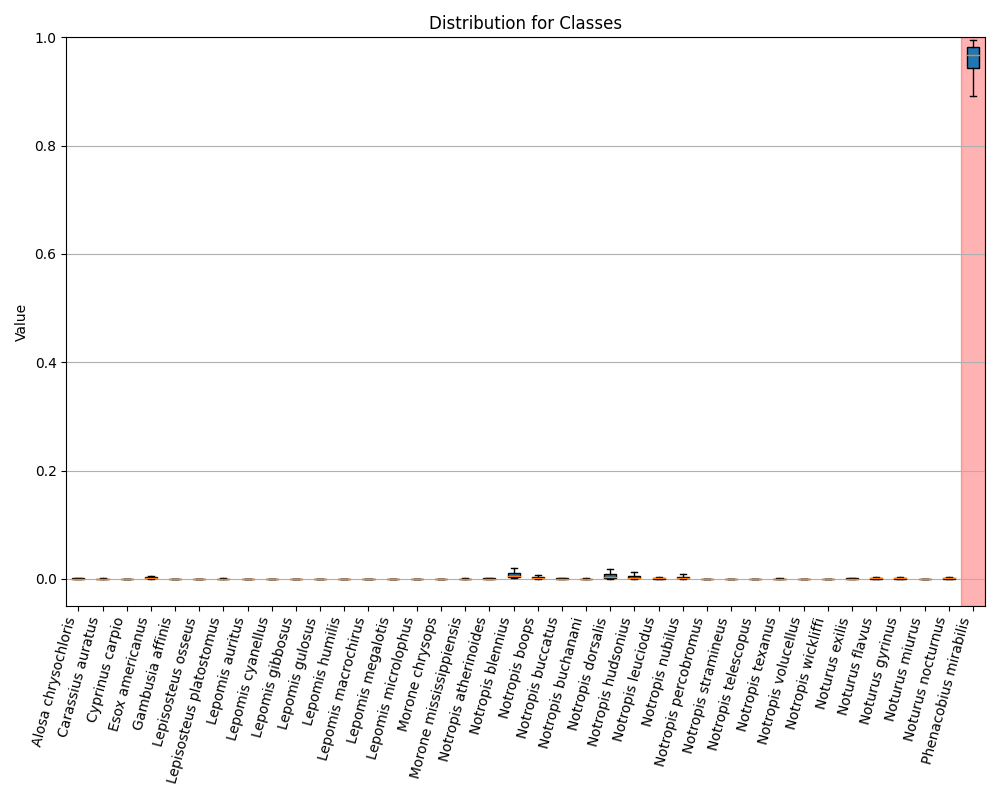 Distribution for Classes
Value
1.0
0.8
0.6
0.4
0.2
0.0
Alosa chrysochloris
Carassius auratus
Cyprinus carpio
Esox americanus
Gambusia affinis
Lepisosteus osseus
Lepisosteus platostomus
Lepomis auritus
Lepomis cyanellus
Lepomis gibbosus
Lepomis gulosus
Lepomis humilis
Lepomis macrochirus
Lepomis megalotis
Lepomis microlophus
Morone chrysops
Morone mississippiensis
Notropis atherinoides
Notropis blennius
Notropis boops
Notropis buccatus
Notropis buchanani
Notropis dorsalis
Notropis hudsonius
Notropis leuciodus
Notropis nubilus
Notropis percobromus
Notropis stramineus
Notropis telescopus
Notropis texanus
Notropis volucellus
Notropis wickliffi
Noturus exilis
Noturus flavus
Noturus gyrinus
Noturus miurus
Noturus nocturnus
Phenacobius mirabilis